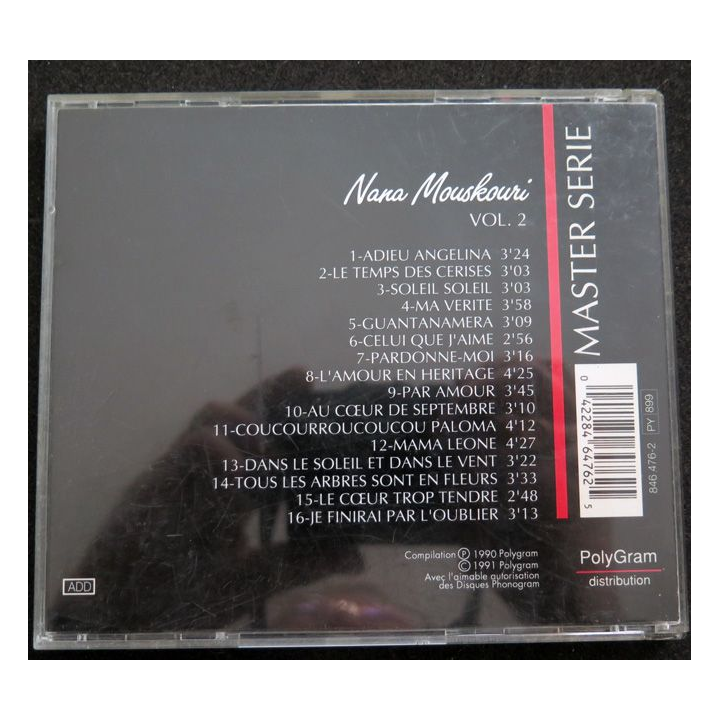 Nana Mouskouri
VOL. 2
1-ADIEU ANGELINA 3'24
2-LE TEMPS DES CERISES 3'03
3-SOLEIL SOLEIL 3'03
4-MA VERITE 3'58
5-GUANTANAMERA 3'09
6-CELUI QUE J'AIME 2'56
7-PARDONNE-MOI 3'16
8-L'AMOUR EN HERITAGE 4'25
9-PAR AMOUR 3'45
10-AU CŒUR DE SEPTEMBRE 3'10
11-COUCOURROUCOUCOU PALOMA 4'12
12-MAMA LEONE 4'27
13-DANS LE SOLEIL ET DANS LE VENT 3'22
14-TOUS LES ARBRES SONT EN FLEURS 3'33
15-LE CŒUR TROP TENDRE 2'48
16-JE FINIRAI PAR L'OUBLIER 3'13
Compilation Ⓟ 1990 Polygram
© 1991 Polygram
Avec l'aimable autorisation
des Disques Phonogram
ADD
MASTER SERIE
0 42284 64762 5
846 476-2 PY 899
PolyGram
distribution